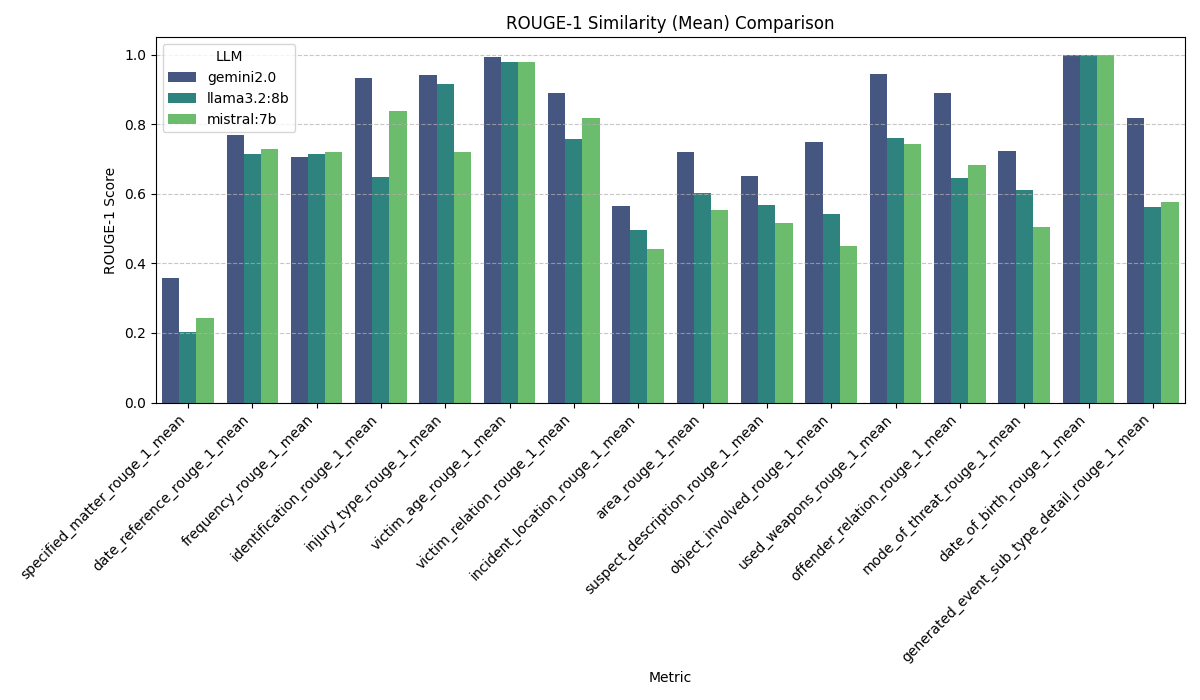 ROUGE-1 Similarity (Mean) Comparison
LLM
gemini2.0
llama3.2:8b
mistral:7b
ROUGE-1 Score
1.0
0.8
0.6
0.4
0.2
0.0
specified_matter_rouge_1_mean
date_reference_rouge_1_mean
frequency_rouge_1_mean
identification_rouge_1_mean
injury_type_rouge_1_mean
victim_age_rouge_1_mean
victim_relation_rouge_1_mean
incident_location_rouge_1_mean
area_rouge_1_mean
suspect_description_rouge_1_mean
object_involved_rouge_1_mean
used_weapons_rouge_1_mean
offender_relation_rouge_1_mean
mode_of_threat_rouge_1_mean
date_of_birth_rouge_1_mean
generated_event_sub_type_detail_rouge_1_mean
Metric